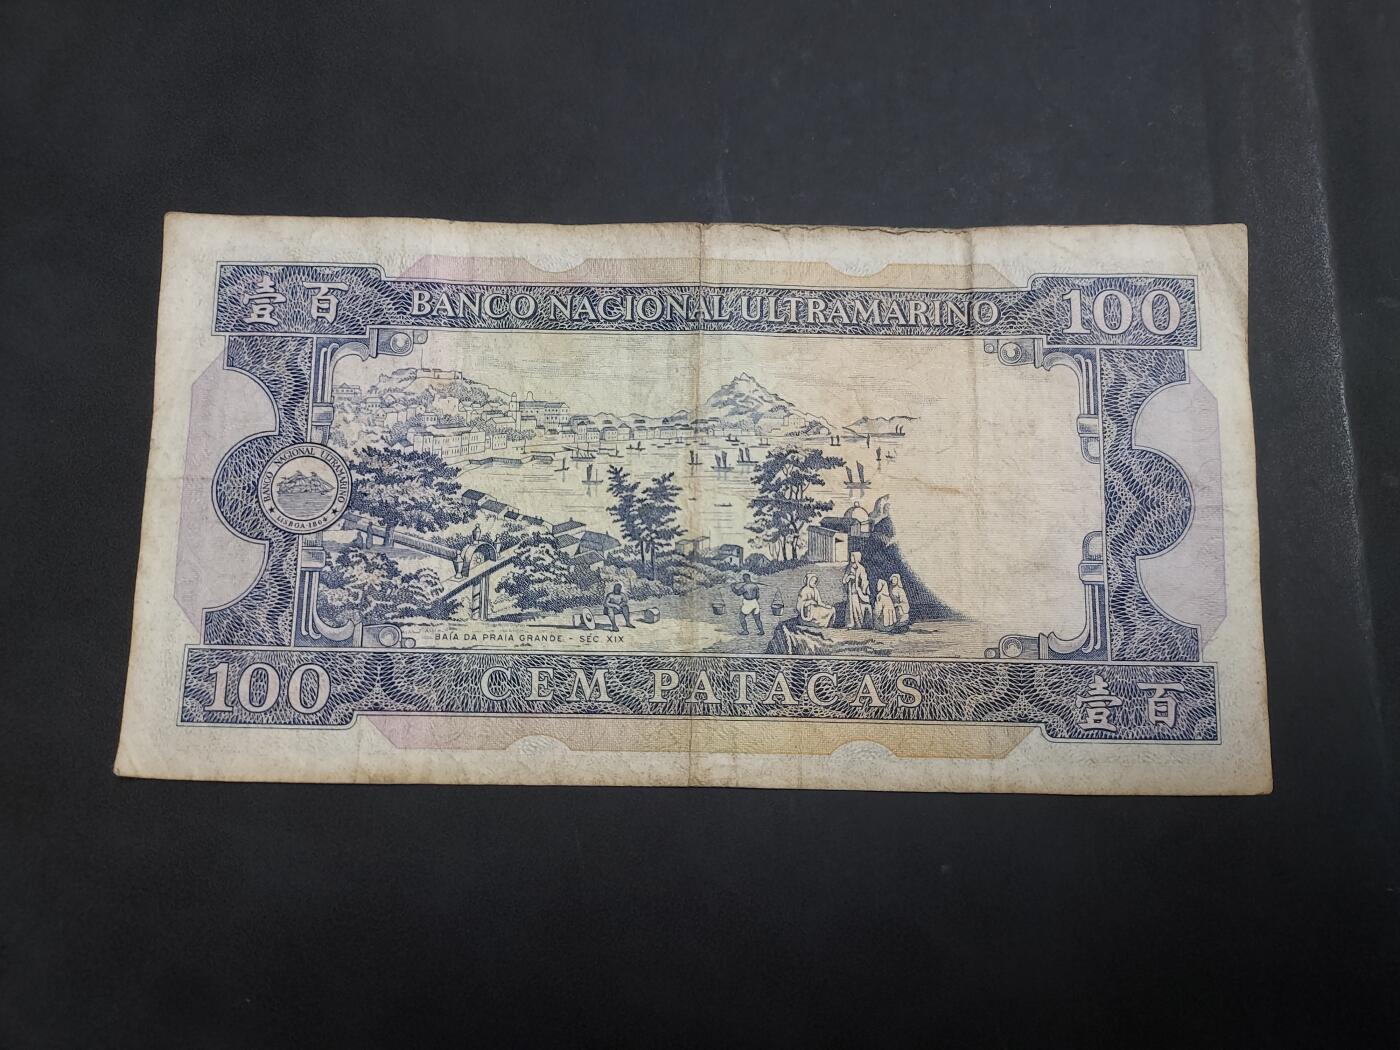 壹百 BANCO NACIONAL ULTRAMARINO 100
BANCO NACIONAL ULTRAMARINO
LISBOA·1864
BAÍA DA PRAIA GRANDE. - SÉC. XIX
100 CEM PATACAS 壹百